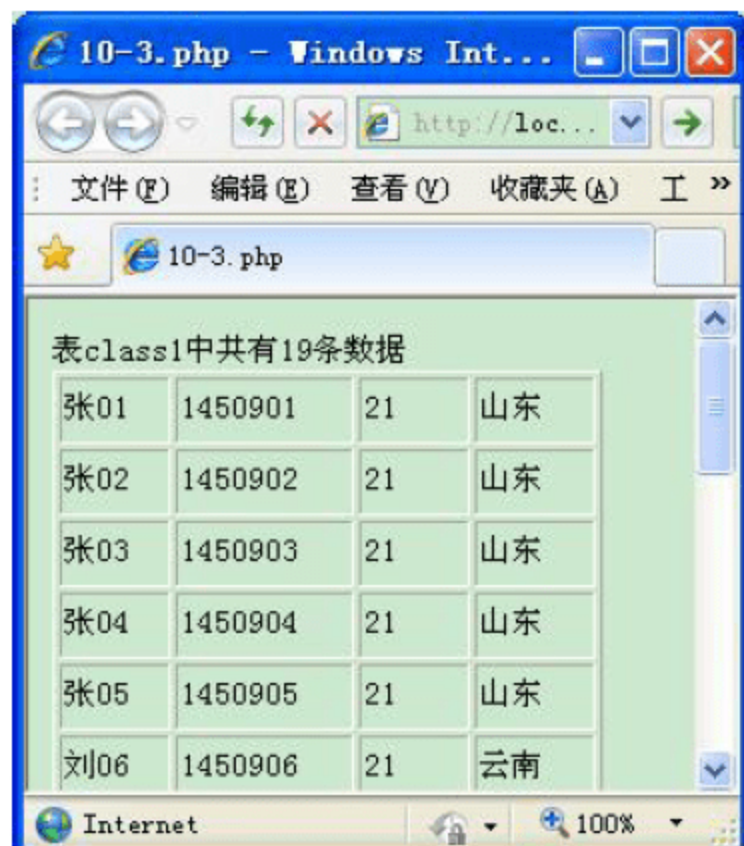 10-3.php - Windows Int...
http://loc...
文件(F) 编辑(E) 查看(V) 收藏夹(A) 工 »
10-3.php
表class1中共有19条数据
张01 1450901 21 山东
张02 1450902 21 山东
张03 1450903 21 山东
张04 1450904 21 山东
张05 1450905 21 山东
刘06 1450906 21 云南
Internet 100%